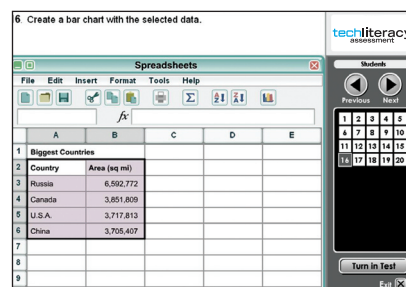 6. Create a bar chart with the selected data.
techliteracy
assessment
Spreadsheets
File Edit Insert Format Tools Help
fx
A B C D E
1 Biggest Countries
2 Country Area (sq mi)
3 Russia 6,592,772
4 Canada 3,851,809
5 U.S.A. 3,717,813
6 China 3,705,407
7
8
9
Students
Previous Next
1 2 3 4 5
6 7 8 9 10
11 12 13 14 15
16 17 18 19 20
Turn in Test
Exit X